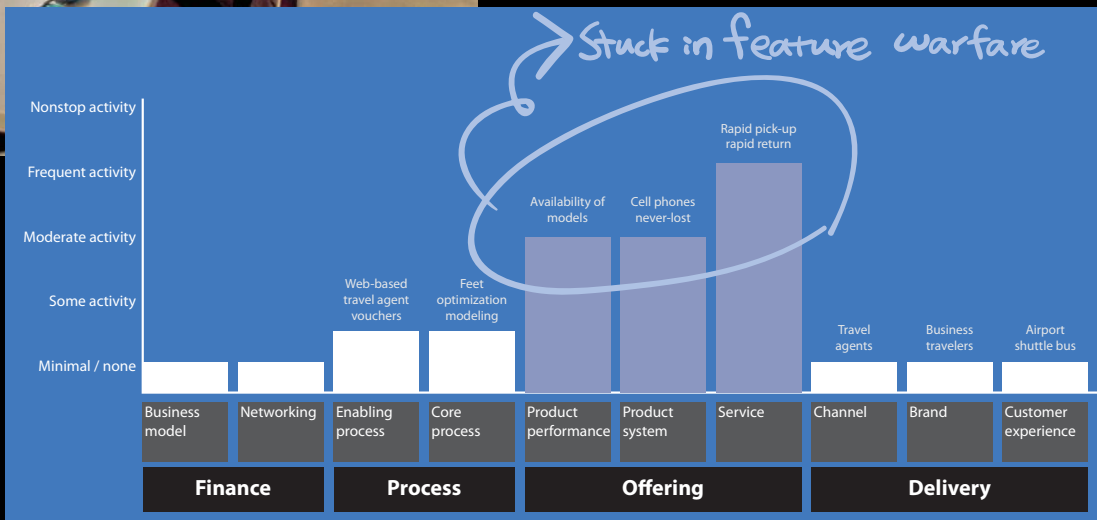 Stuck in feature warfare
Nonstop activity
Frequent activity
Moderate activity
Some activity
Minimal / none
Web-based
travel agent
vouchers
Feet
optimization
modeling
Availability of
models
Cell phones
never-lost
Rapid pick-up
rapid return
Travel
agents
Business
travelers
Airport
shuttle bus
Business
model
Networking
Enabling
process
Core
process
Product
performance
Product
system
Service
Channel
Brand
Customer
experience
Finance
Process
Offering
Delivery